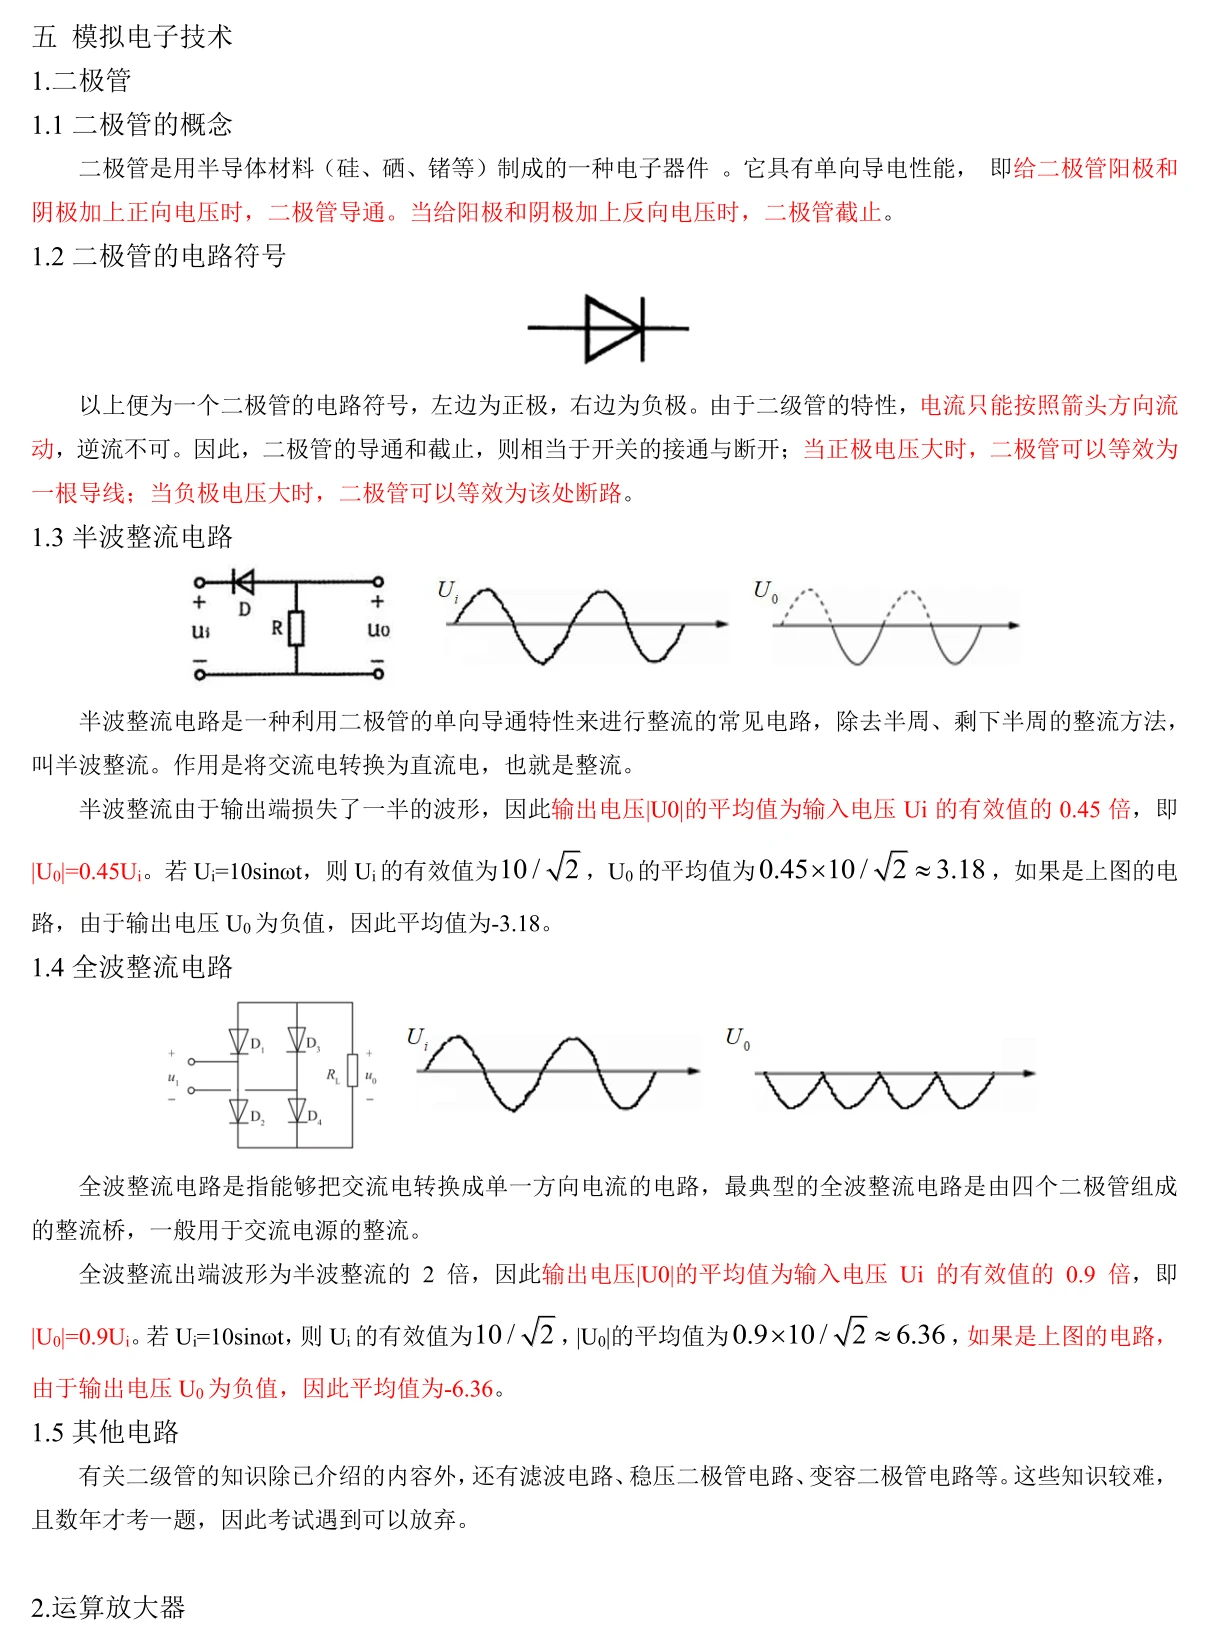 五 模拟电子技术
1.二极管
1.1 二极管的概念
二极管是用半导体材料（硅、硒、锗等）制成的一种电子器件 。它具有单向导电性能， 即给二极管阳极和
阴极加上正向电压时，二极管导通。当给阳极和阴极加上反向电压时，二极管截止。
1.2 二极管的电路符号
以上便为一个二极管的电路符号，左边为正极，右边为负极。由于二级管的特性，电流只能按照箭头方向流
动，逆流不可。因此，二极管的导通和截止，则相当于开关的接通与断开；当正极电压大时，二极管可以等效为
一根导线；当负极电压大时，二极管可以等效为该处断路。
1.3 半波整流电路
+ D + ui R uo − −
Ui
U0
半波整流电路是一种利用二极管的单向导通特性来进行整流的常见电路，除去半周、剩下半周的整流方法，
叫半波整流。作用是将交流电转换为直流电，也就是整流。
半波整流由于输出端损失了一半的波形，因此输出电压|U0|的平均值为输入电压 Ui 的有效值的 0.45 倍，即
|U0|=0.45Ui。若 Ui=10sinωt，则 Ui 的有效值为10 / √2，U0 的平均值为0.45×10 / √2 ≈ 3.18，如果是上图的电
路，由于输出电压 U0 为负值，因此平均值为-3.18。
1.4 全波整流电路
+ u1 − D1 D3 D2 D4 RL + u0 −
Ui
U0
全波整流电路是指能够把交流电转换成单一方向电流的电路，最典型的全波整流电路是由四个二极管组成
的整流桥，一般用于交流电源的整流。
全波整流出端波形为半波整流的 2 倍，因此输出电压|U0|的平均值为输入电压 Ui 的有效值的 0.9 倍，即
|U0|=0.9Ui。若 Ui=10sinωt，则 Ui 的有效值为10 / √2，|U0|的平均值为0.9×10 / √2 ≈ 6.36，如果是上图的电路，
由于输出电压 U0 为负值，因此平均值为-6.36。
1.5 其他电路
有关二级管的知识除已介绍的内容外，还有滤波电路、稳压二极管电路、变容二极管电路等。这些知识较难，
且数年才考一题，因此考试遇到可以放弃。
2.运算放大器